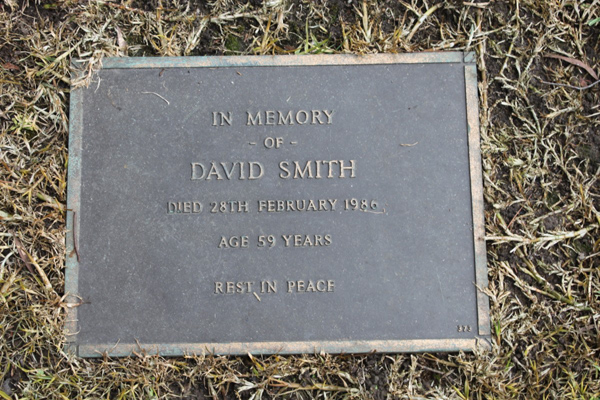 IN MEMORY
- OF -
DAVID SMITH
DIED 28TH FEBRUARY 1986
AGE 59 YEARS
REST IN PEACE